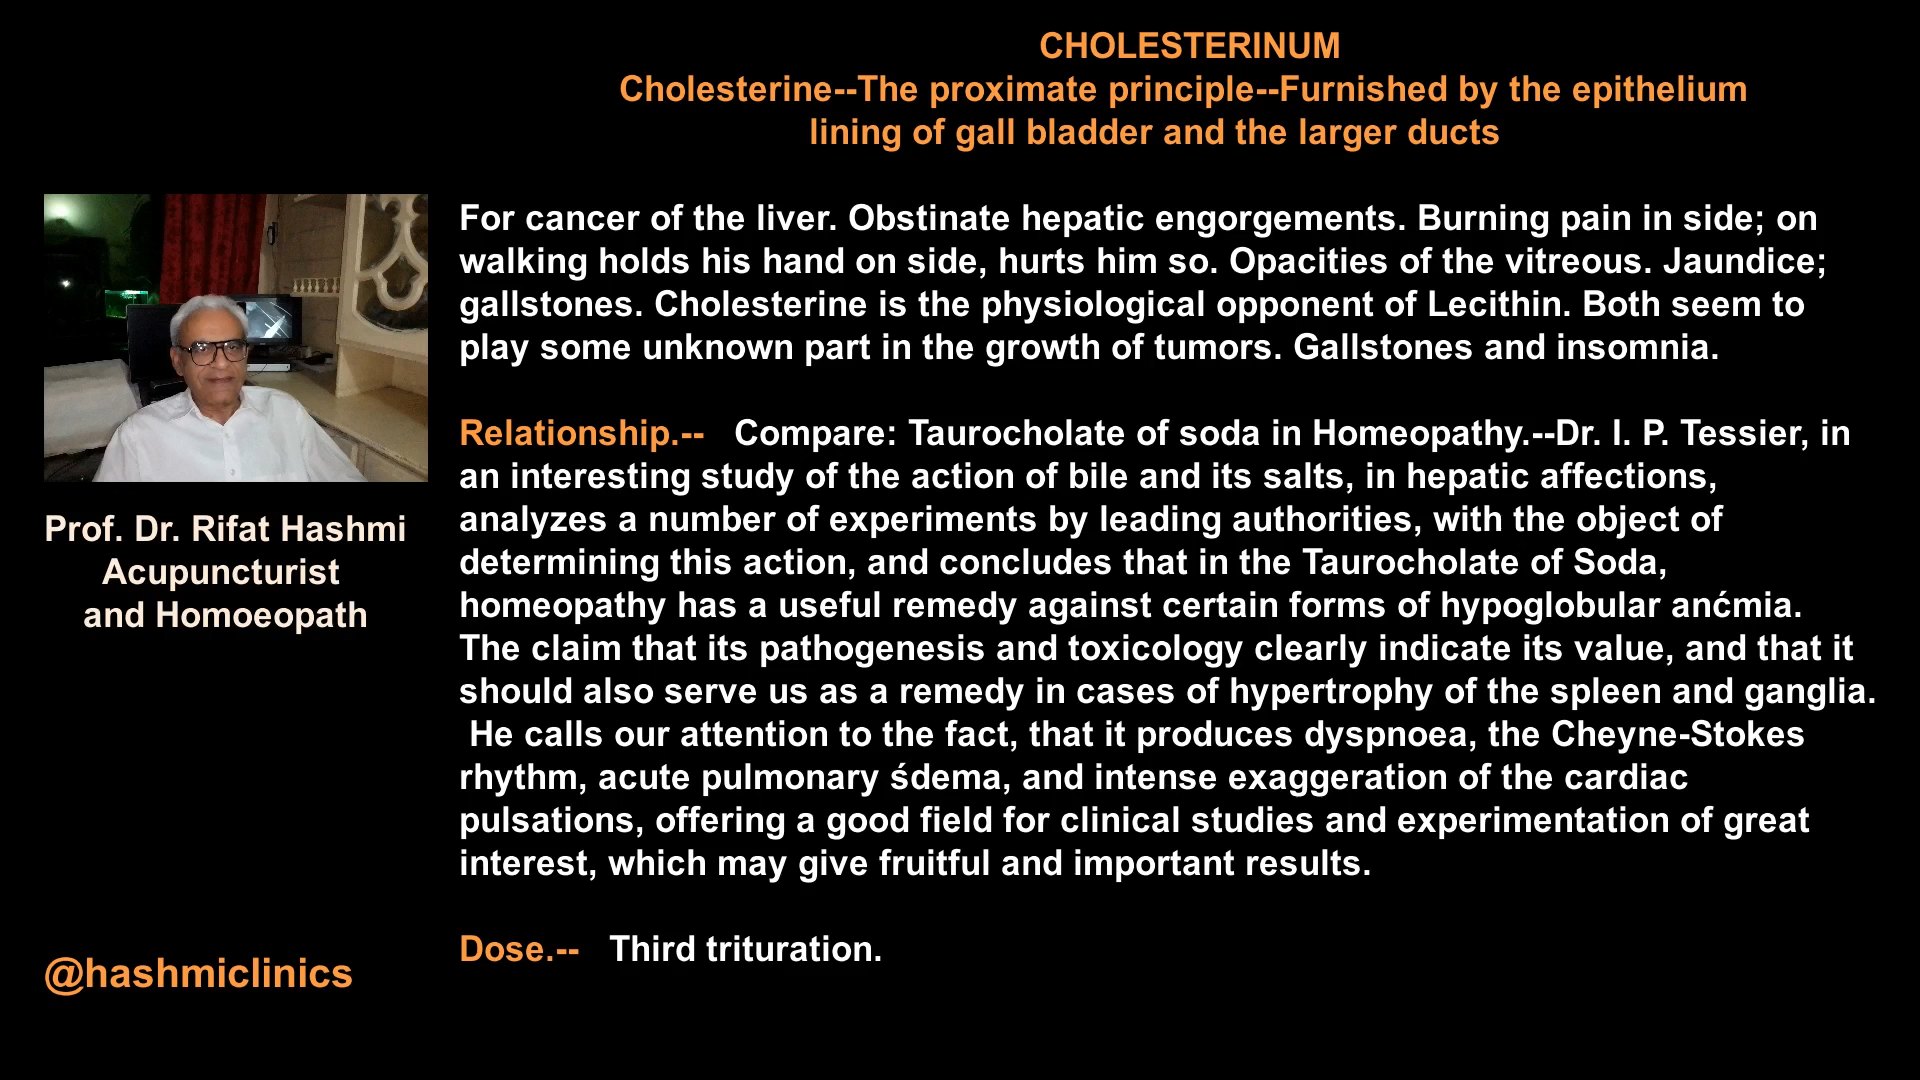 CHOLESTERINUM
Cholesterine--The proximate principle--Furnished by the epithelium
lining of gall bladder and the larger ducts
For cancer of the liver. Obstinate hepatic engorgements. Burning pain in side; on
walking holds his hand on side, hurts him so. Opacities of the vitreous. Jaundice;
gallstones. Cholesterine is the physiological opponent of Lecithin. Both seem to
play some unknown part in the growth of tumors. Gallstones and insomnia.
Relationship.-- Compare: Taurocholate of soda in Homeopathy.--Dr. I. P. Tessier, in
an interesting study of the action of bile and its salts, in hepatic affections,
analyzes a number of experiments by leading authorities, with the object of
determining this action, and concludes that in the Taurocholate of Soda,
homeopathy has a useful remedy against certain forms of hypoglobular anćmia.
The claim that its pathogenesis and toxicology clearly indicate its value, and that it
should also serve us as a remedy in cases of hypertrophy of the spleen and ganglia.
He calls our attention to the fact, that it produces dyspnoea, the Cheyne-Stokes
rhythm, acute pulmonary śdema, and intense exaggeration of the cardiac
pulsations, offering a good field for clinical studies and experimentation of great
interest, which may give fruitful and important results.
Dose.-- Third trituration.
Prof. Dr. Rifat Hashmi
Acupuncturist
and Homoeopath
@hashmiclinics